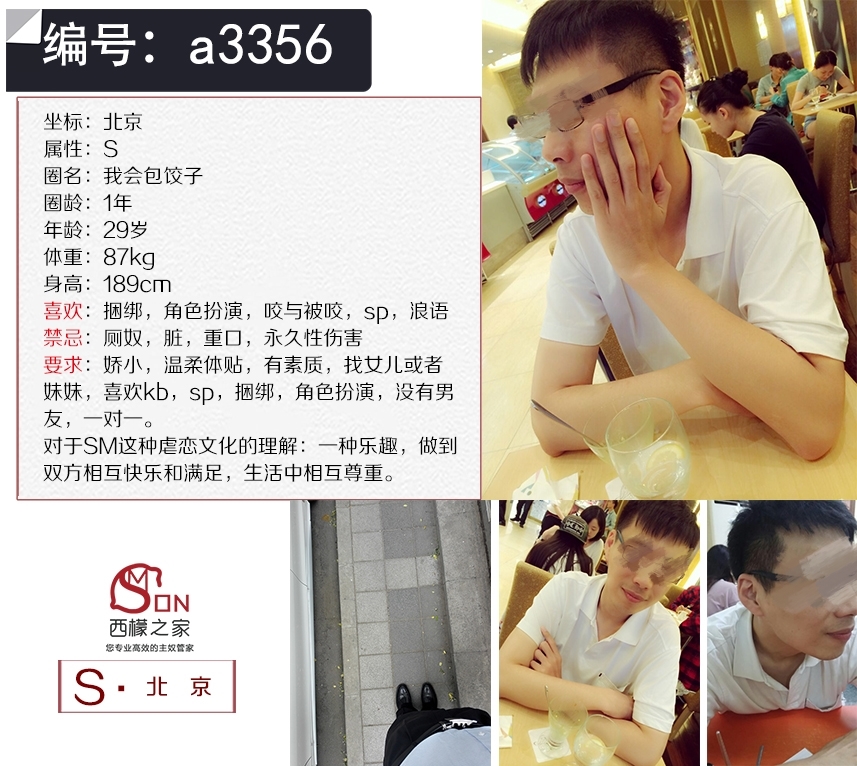 编号：a3356
坐标：北京
属性：S
圈名：我会包饺子
圈龄：1年
年龄：29岁
体重：87kg
身高：189cm
喜欢：捆绑，角色扮演，咬与被咬，sp，浪语
禁忌：厕奴，脏，重口，永久性伤害
要求：娇小，温柔体贴，有素质，找女儿或者
妹妹，喜欢kb，sp，捆绑，角色扮演，没有男
友，一对一。
对于SM这种虐恋文化的理解：一种乐趣，做到
双方相互快乐和满足，生活中相互尊重。
SMON
西檬之家
您专业高效的主奴管家
S·北京